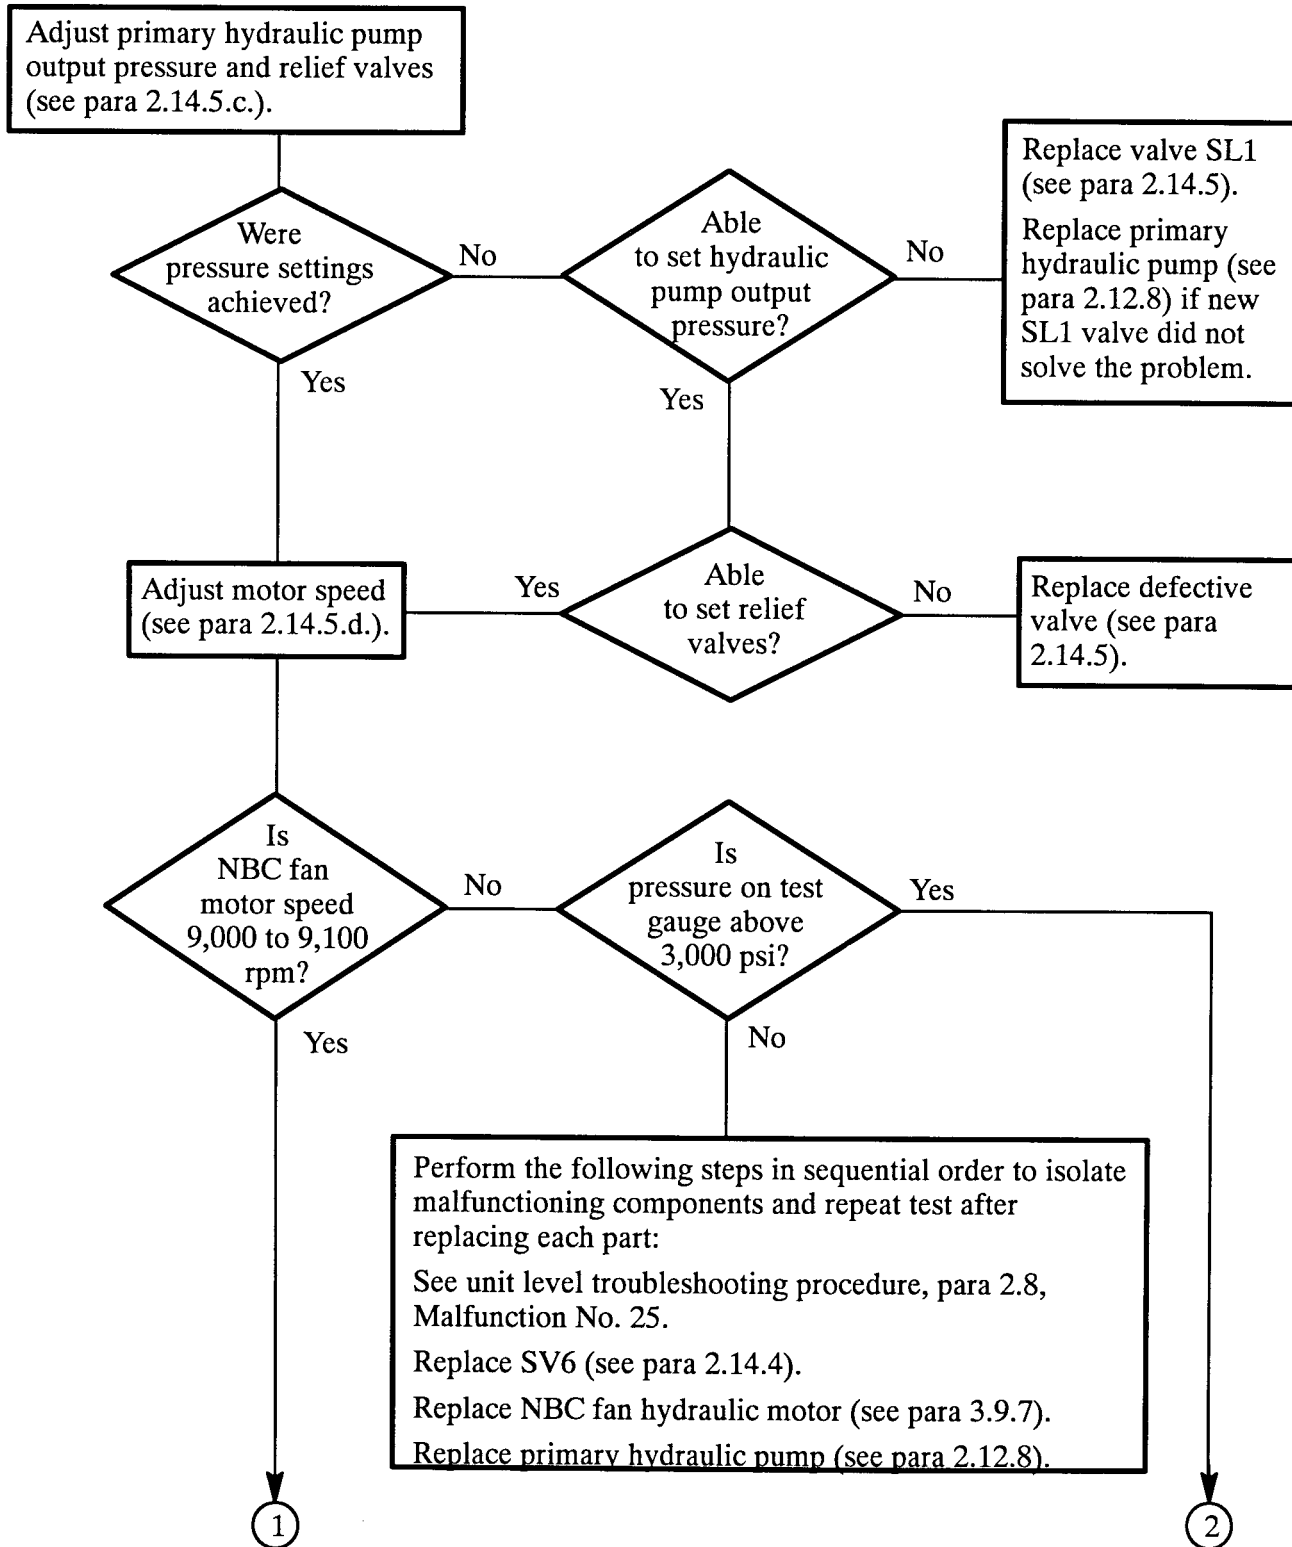 Adjust primary hydraulic pump
output pressure and relief valves
(see para 2.14.5.c.).
Were
pressure settings
achieved?
No
Yes
Able
to set hydraulic
pump output
pressure?
No
Yes
Replace valve SL1
(see para 2.14.5).
Replace primary
hydraulic pump (see
para 2.12.8) if new
SL1 valve did not
solve the problem.
Adjust motor speed
(see para 2.14.5.d.).
Yes
Able
to set relief
valves?
No
Replace defective
valve (see para
2.14.5).
Is
NBC fan
motor speed
9,000 to 9,100
rpm?
No
Yes
Is
pressure on test
gauge above
3,000 psi?
Yes
No
Perform the following steps in sequential order to isolate
malfunctioning components and repeat test after
replacing each part:
See unit level troubleshooting procedure, para 2.8,
Malfunction No. 25.
Replace SV6 (see para 2.14.4).
Replace NBC fan hydraulic motor (see para 3.9.7).
Replace primary hydraulic pump (see para 2.12.8).
1
2